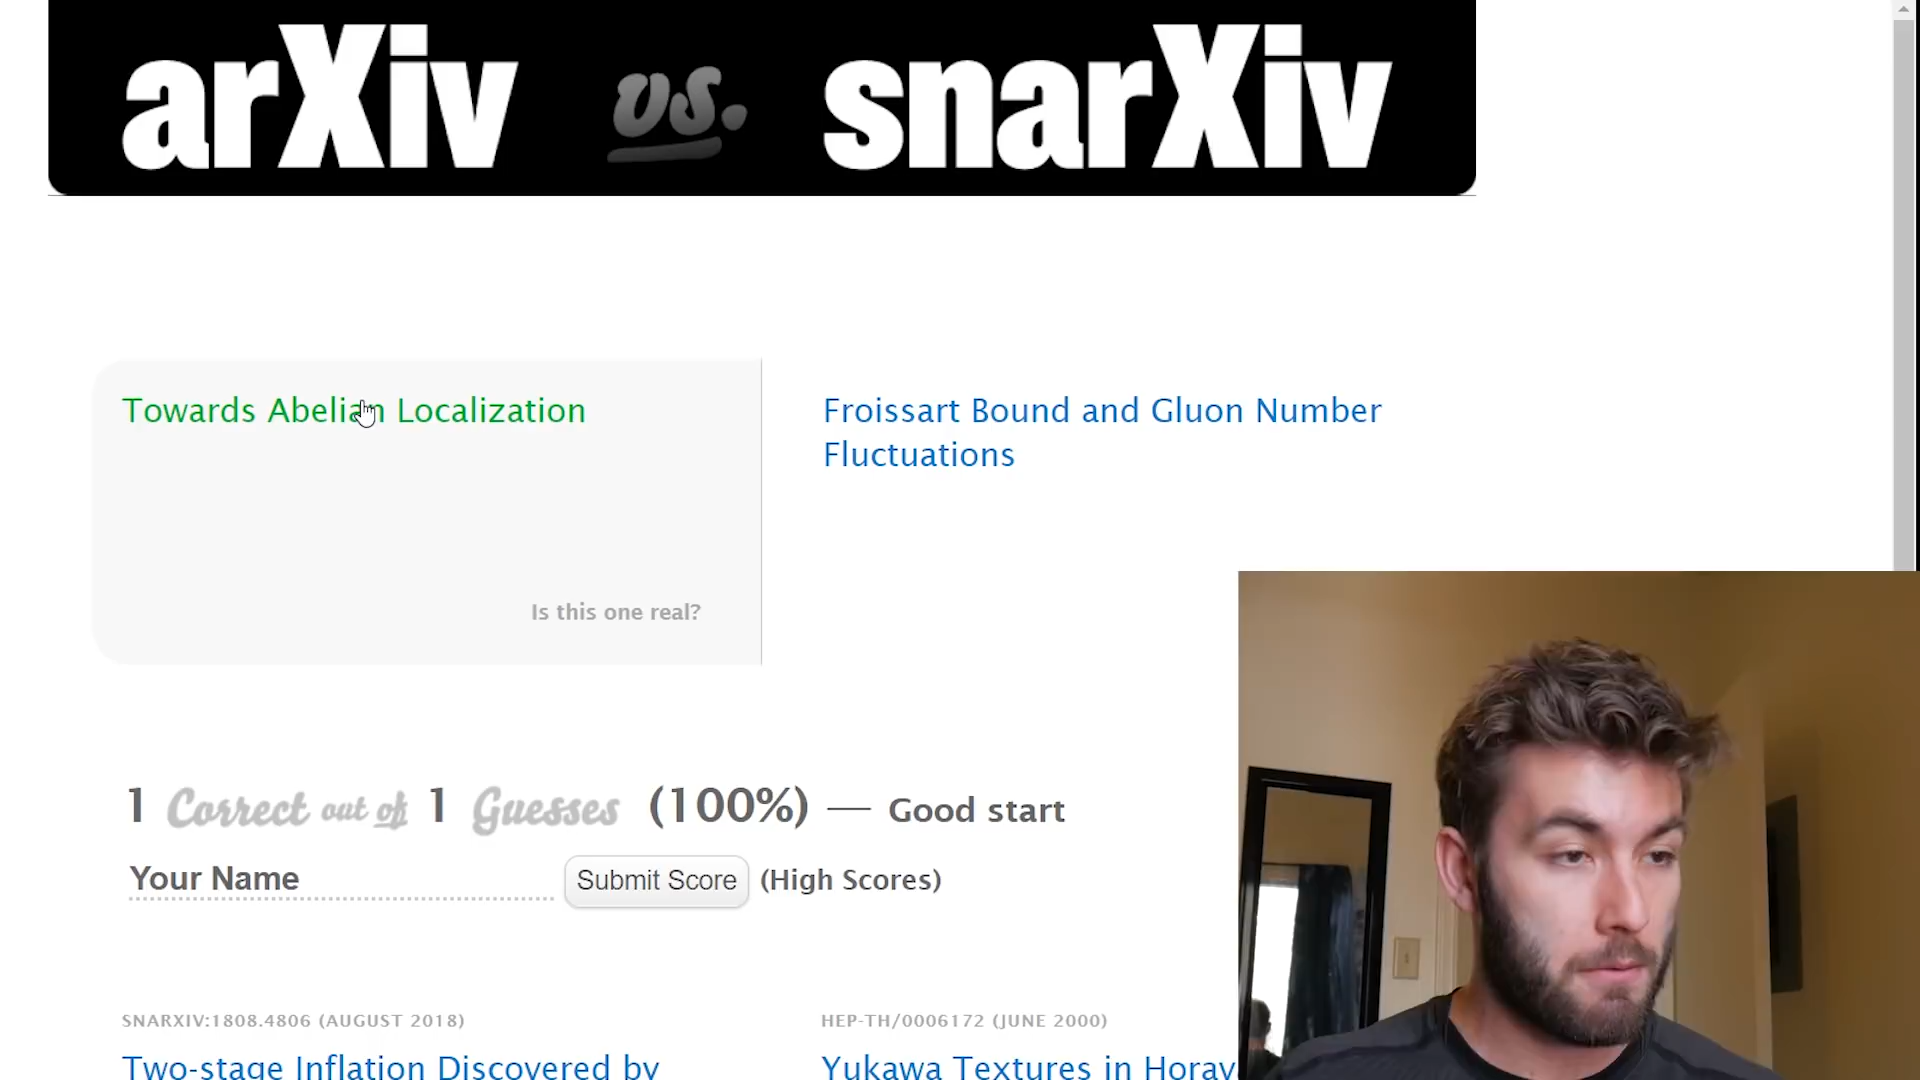 arXiv vs. snarXiv
Towards Abelian Localization
Froissart Bound and Gluon Number
Fluctuations
Is this one real?
1 Correct out of 1 Guesses (100%) — Good start
Your Name
Submit Score (High Scores)
SNARXIV:1808.4806 (AUGUST 2018)
Two-stage Inflation Discovered by
HEP-TH/0006172 (JUNE 2000)
Yukawa Textures in Horav